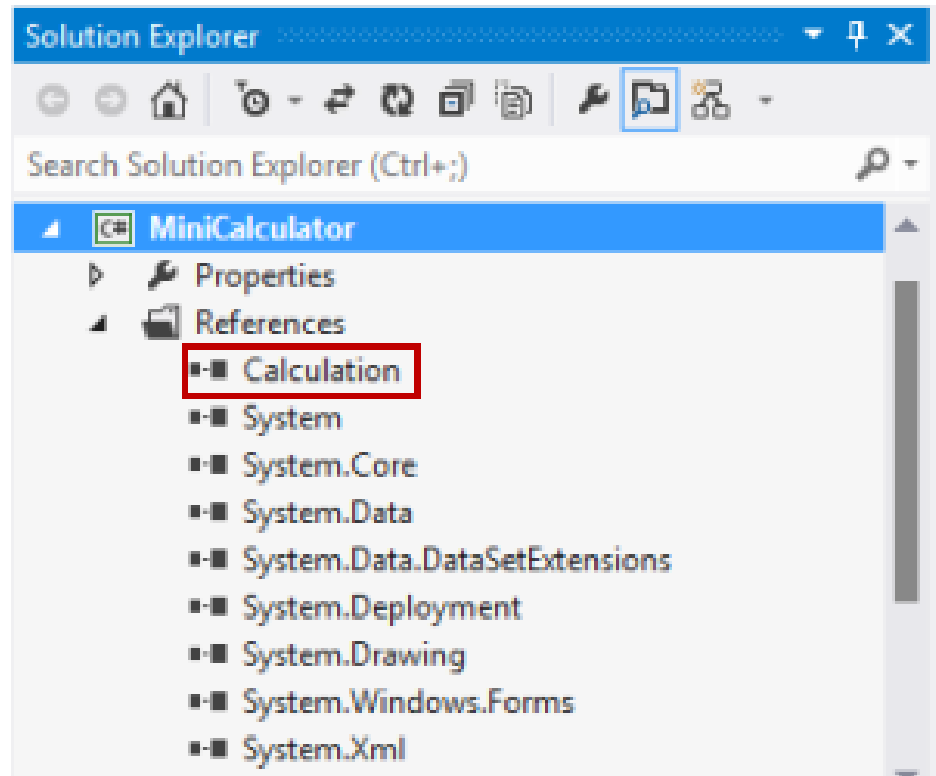 Solution Explorer
Search Solution Explorer (Ctrl+;)
C# MiniCalculator
Properties
References
Calculation
System
System.Core
System.Data
System.Data.DataSetExtensions
System.Deployment
System.Drawing
System.Windows.Forms
System.Xml